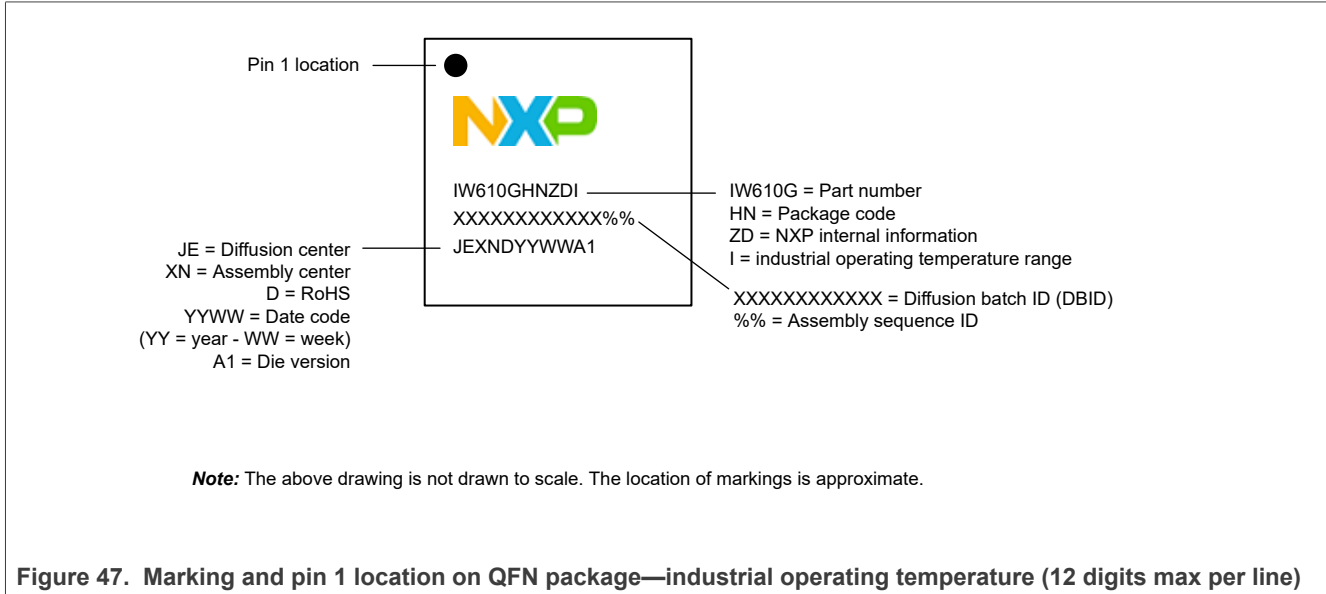 Pin 1 location
NXP
IW610GHNZDI
XXXXXXXXXXXX%%
JEXNDYYWWA1
JE = Diffusion center
XN = Assembly center
D = RoHS
YYWW = Date code
(YY = year - WW = week)
A1 = Die version
IW610G = Part number
HN = Package code
ZD = NXP internal information
I = industrial operating temperature range
XXXXXXXXXXXX = Diffusion batch ID (DBID)
%% = Assembly sequence ID
Note: The above drawing is not drawn to scale. The location of markings is approximate.
Figure 47. Marking and pin 1 location on QFN package—industrial operating temperature (12 digits max per line)